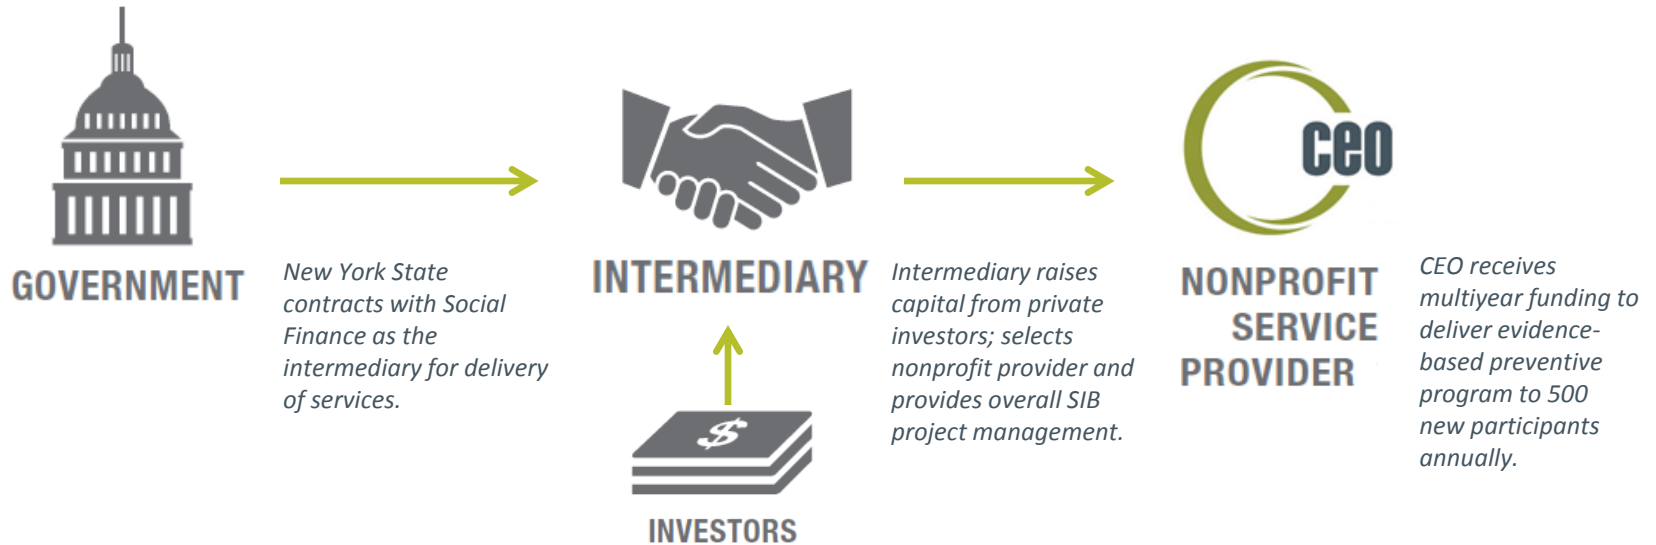 GOVERNMENT
New York State
contracts with Social
Finance as the
intermediary for delivery
of services.
INTERMEDIARY
$
INVESTORS
Intermediary raises
capital from private
investors; selects
nonprofit provider and
provides overall SIB
project management.
ceo
NONPROFIT
SERVICE
PROVIDER
CEO receives
multiyear funding to
deliver evidence-
based preventive
program to 500
new participants
annually.